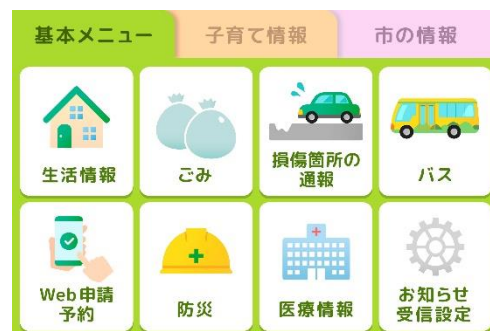 基本メニュー
子育て情報
市の情報
生活情報
ごみ
損傷箇所の
通報
バス
Web申請
予約
防災
医療情報
お知らせ
受信設定